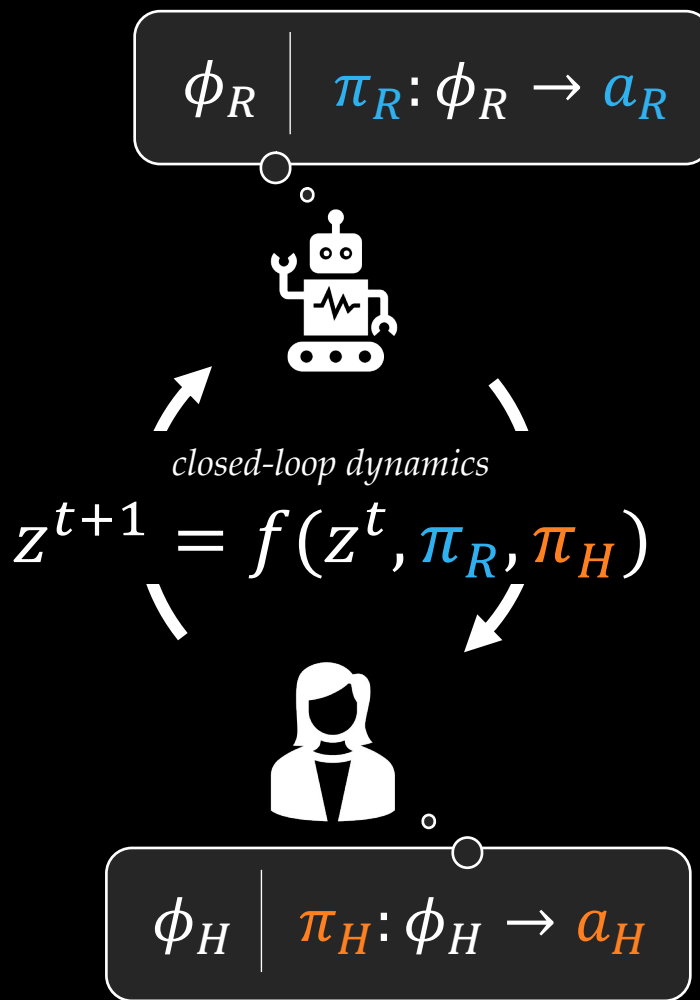 ϕ_R | π_R: ϕ_R → a_R
closed-loop dynamics
z^{t+1} = f(z^t, π_R, π_H)
ϕ_H | π_H: ϕ_H → a_H